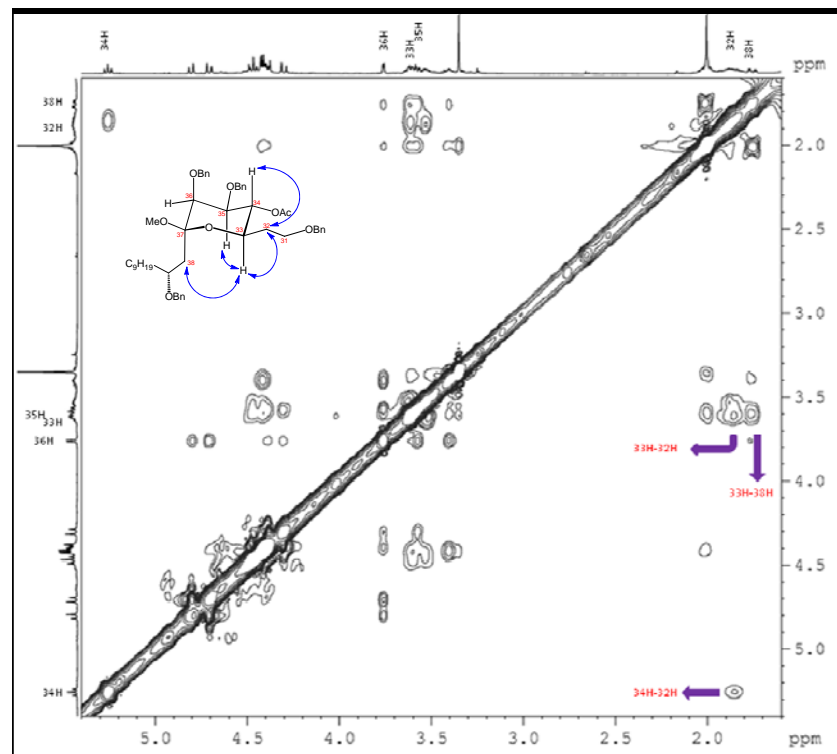 34H
36H
33H
35H
32H
38H
ppm
38H
32H
2.0
OBn
H
H
OBn
36
34
35
OAc
MeO
37
O
33
32
31
OBn
H
C9H19
38
H
OBn
2.5
3.0
35H
33H
3.5
36H
33H-32H
4.0
33H-38H
4.5
5.0
34H
34H-32H
5.0
4.5
4.0
3.5
3.0
2.5
2.0
ppm